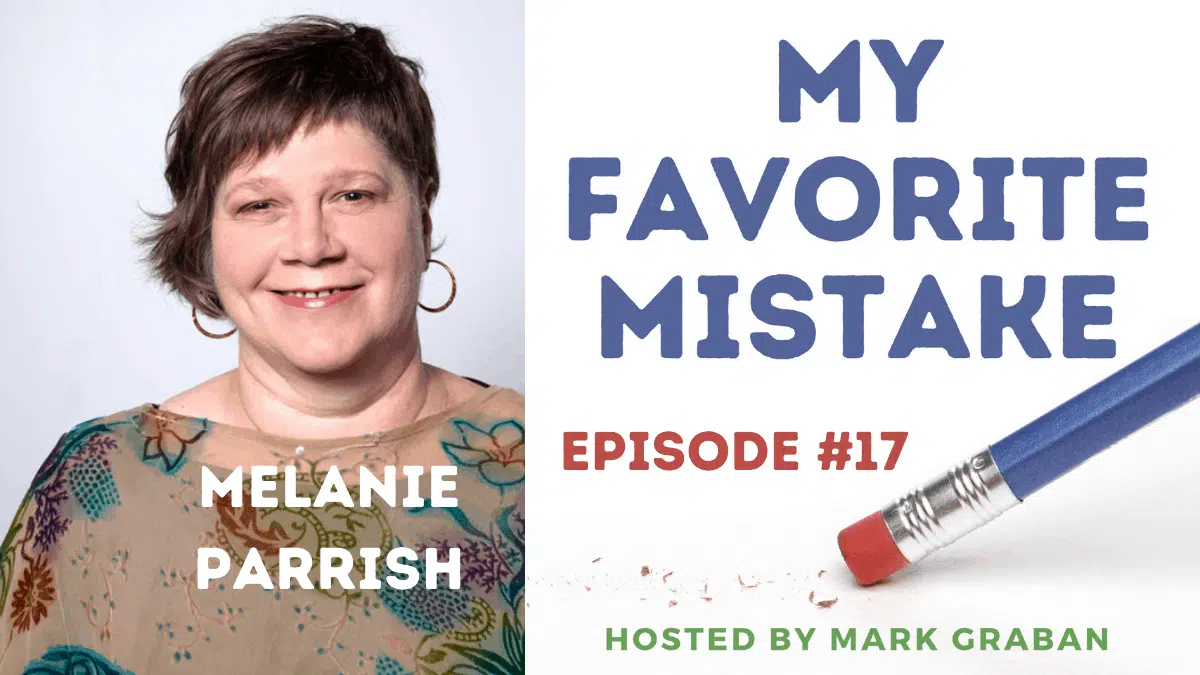 MELANIE
PARRISH
MY
FAVORITE
MISTAKE
EPISODE #17
HOSTED BY MARK GRABAN